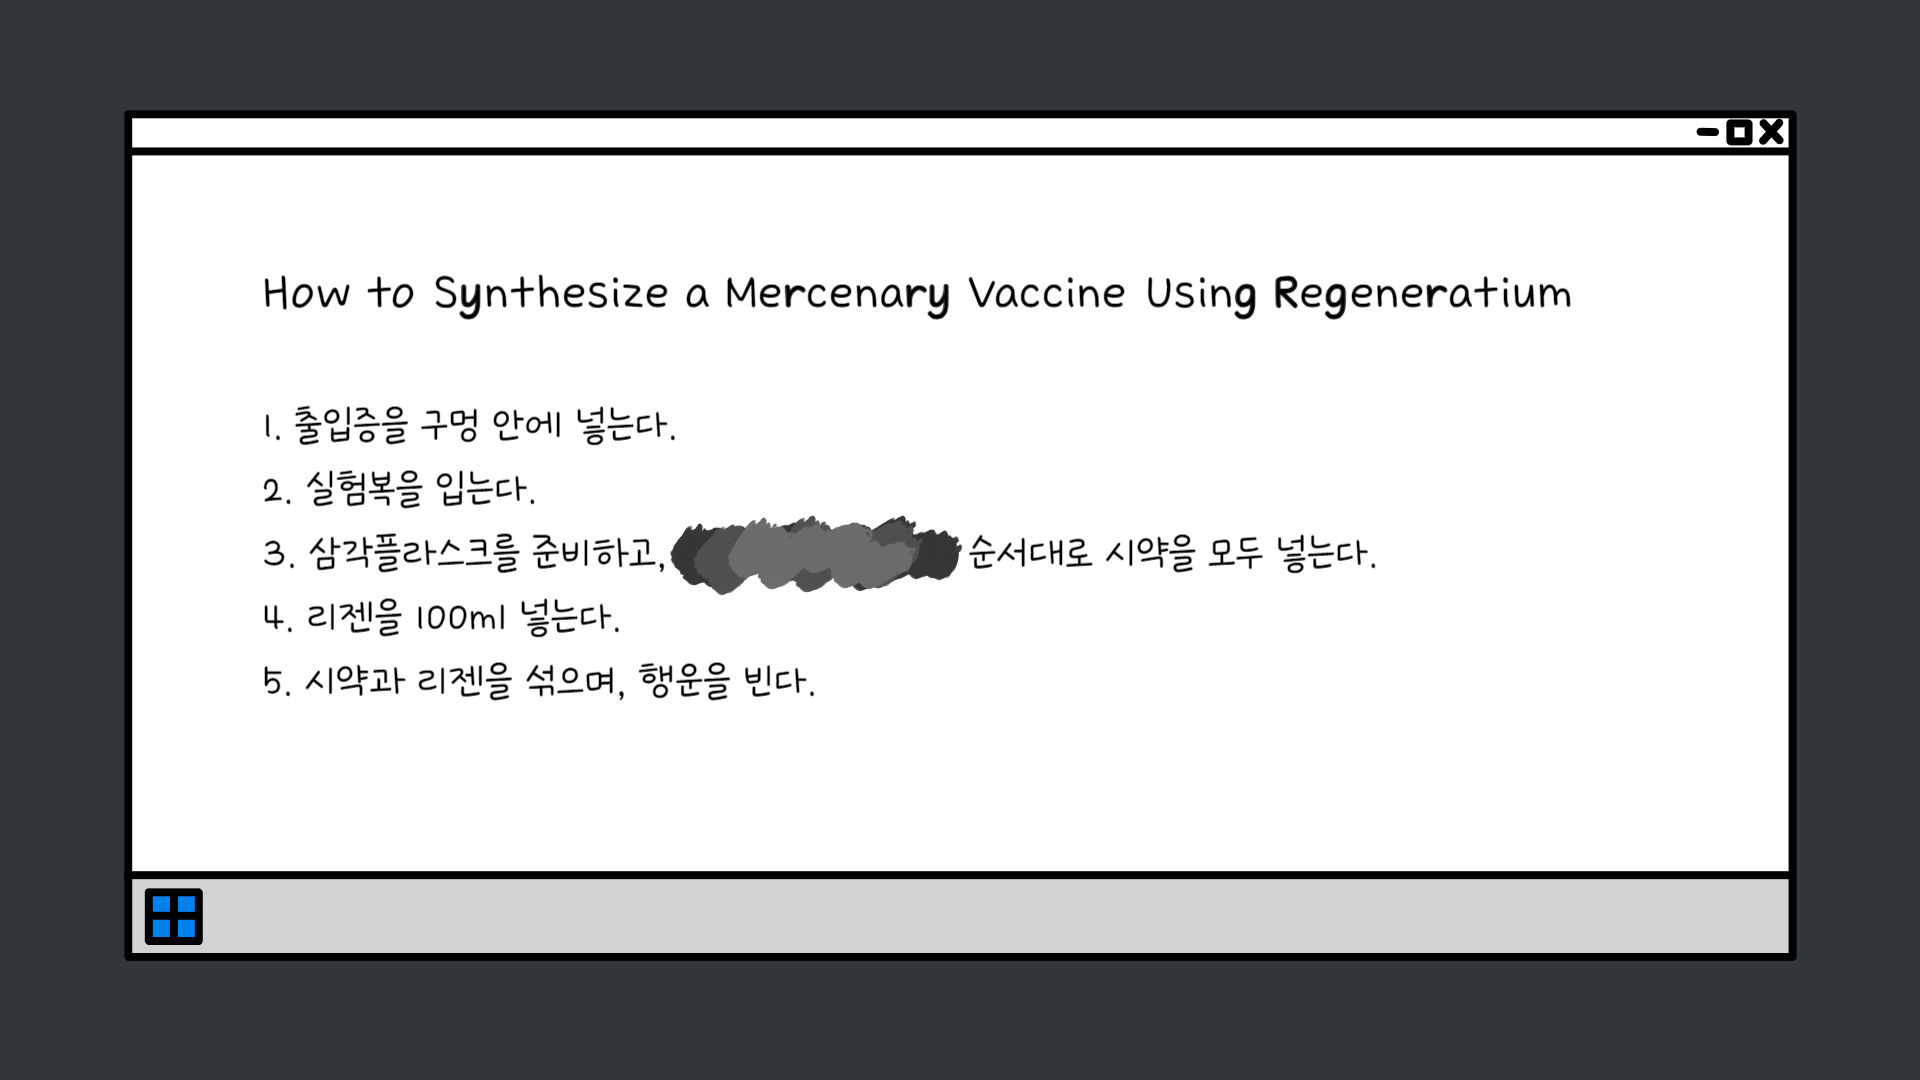 How to Synthesize a Mercenary Vaccine Using Regeneratium
1. 출입증을 구멍 안에 넣는다.
2. 실험복을 입는다.
3. 삼각플라스크를 준비하고, 순서대로 시약을 모두 넣는다.
4. 리젠을 100ml 넣는다.
5. 시약과 리젠을 섞으며, 행운을 빈다.